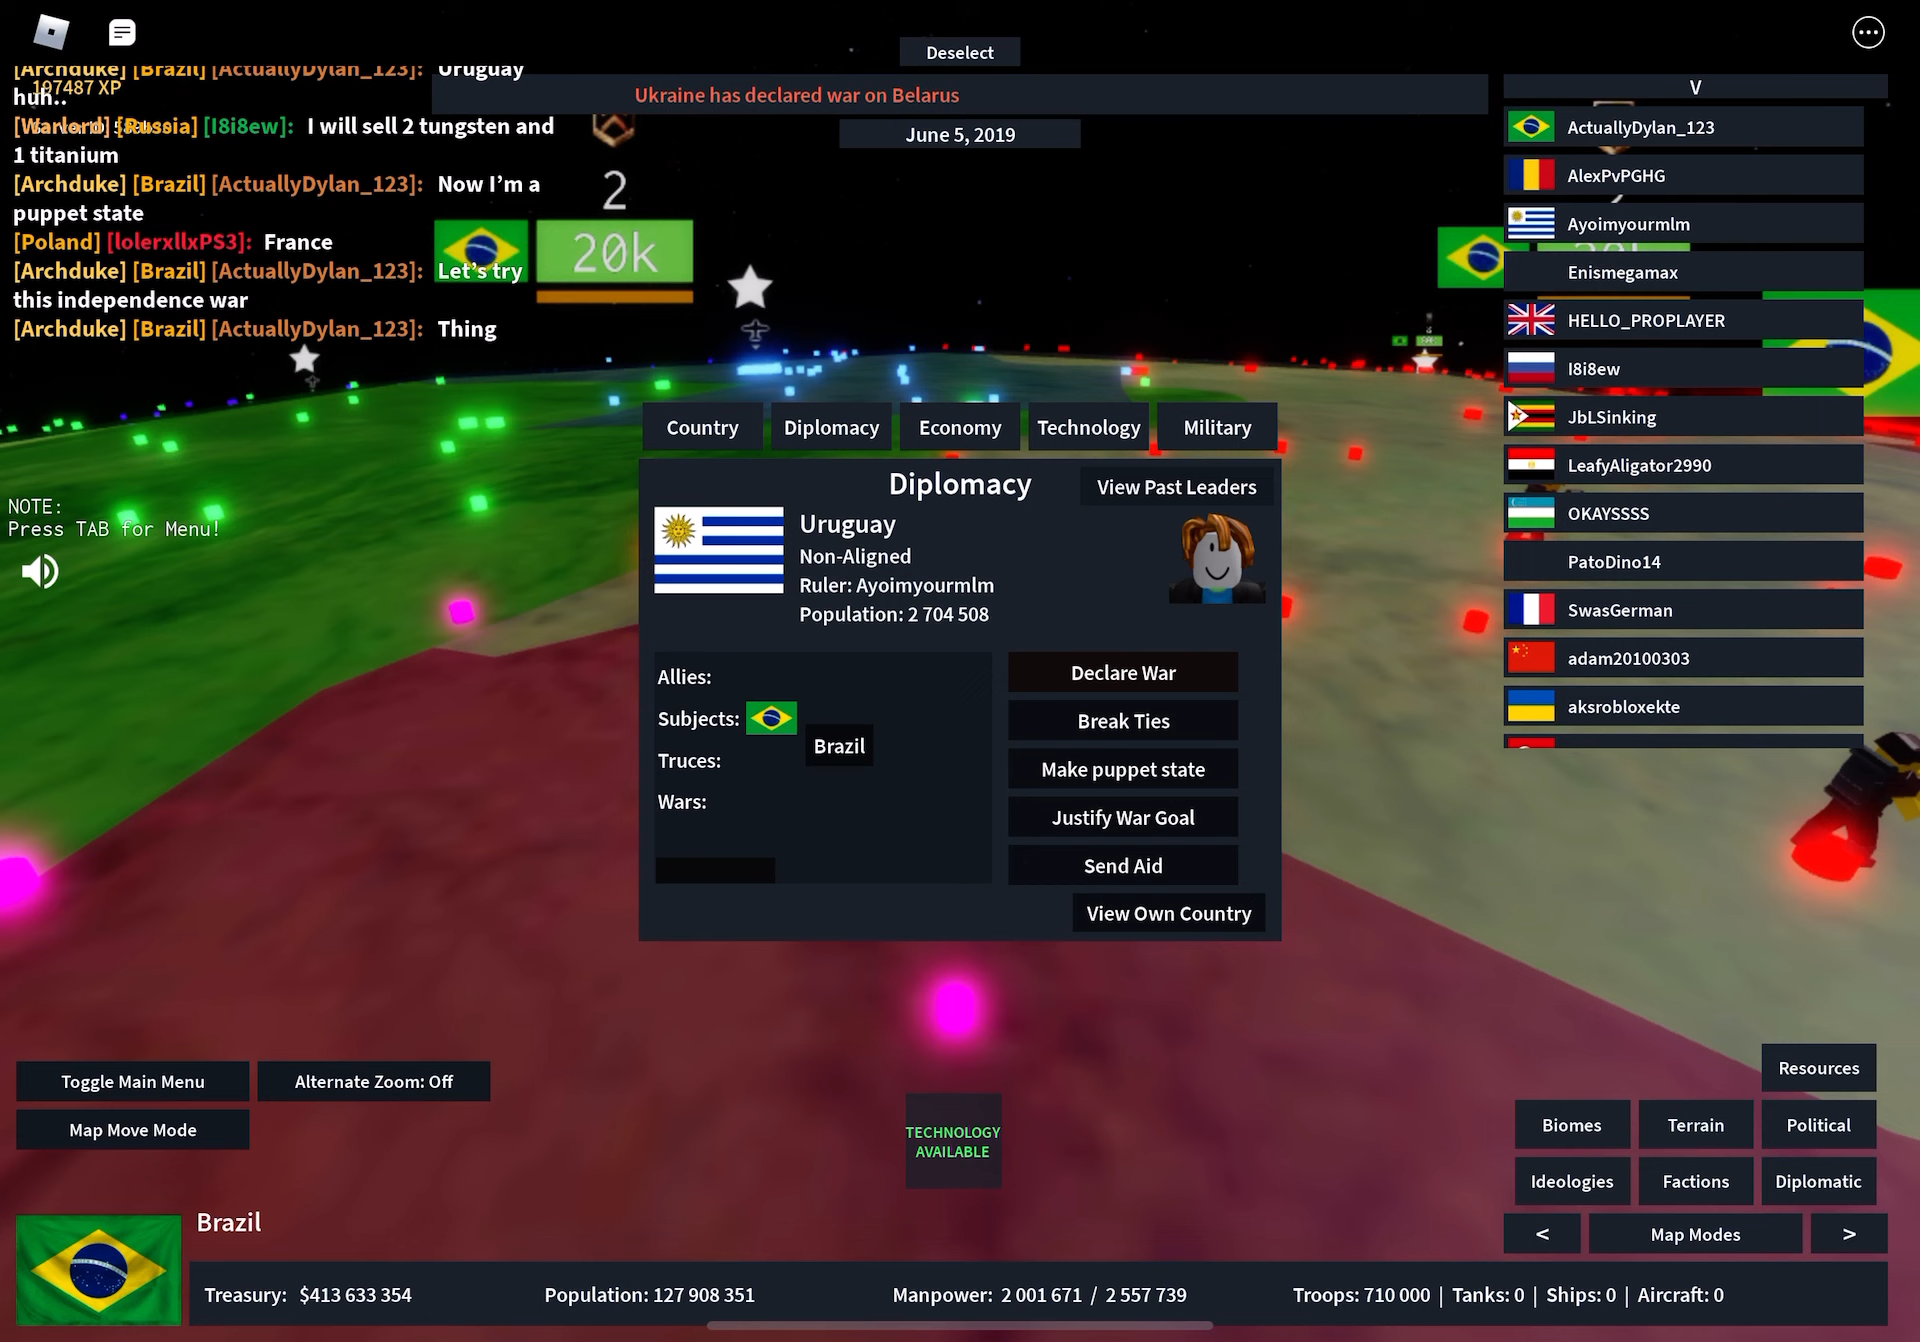 Deselect
[Archduke] [Brazil] [ActuallyDylan_123]: Uruguay
197487 XP
huh..
[Warlord] [Russia] [I8i8ew]: I will sell 2 tungsten and
1 titanium
[Archduke] [Brazil] [ActuallyDylan_123]: Now I'm a
puppet state
[Poland] [lolerxllxPS3]: France
[Archduke] [Brazil] [ActuallyDylan_123]: Let's try
this independence war
[Archduke] [Brazil] [ActuallyDylan_123]: Thing
Ukraine has declared war on Belarus
June 5, 2019
2
20k
V
ActuallyDylan_123
AlexPvPGHG
Ayoimyourmlm
Enismegamax
HELLO_PROPLAYER
I8i8ew
JbLSinking
LeafyAligator2990
OKAYSSSS
PatoDino14
SwasGerman
adam20100303
aksrobloxekte
NOTE:
Press TAB for Menu!
Country
Diplomacy
Economy
Technology
Military
Diplomacy
View Past Leaders
Uruguay
Non-Aligned
Ruler: Ayoimyourmlm
Population: 2 704 508
Allies:
Subjects:
Brazil
Truces:
Wars:
Declare War
Break Ties
Make puppet state
Justify War Goal
Send Aid
View Own Country
Toggle Main Menu
Alternate Zoom: Off
Map Move Mode
TECHNOLOGY
AVAILABLE
Resources
Biomes
Terrain
Political
Ideologies
Factions
Diplomatic
<
Map Modes
>
Brazil
Treasury: $413 633 354
Population: 127 908 351
Manpower: 2 001 671 / 2 557 739
Troops: 710 000 | Tanks: 0 | Ships: 0 | Aircraft: 0